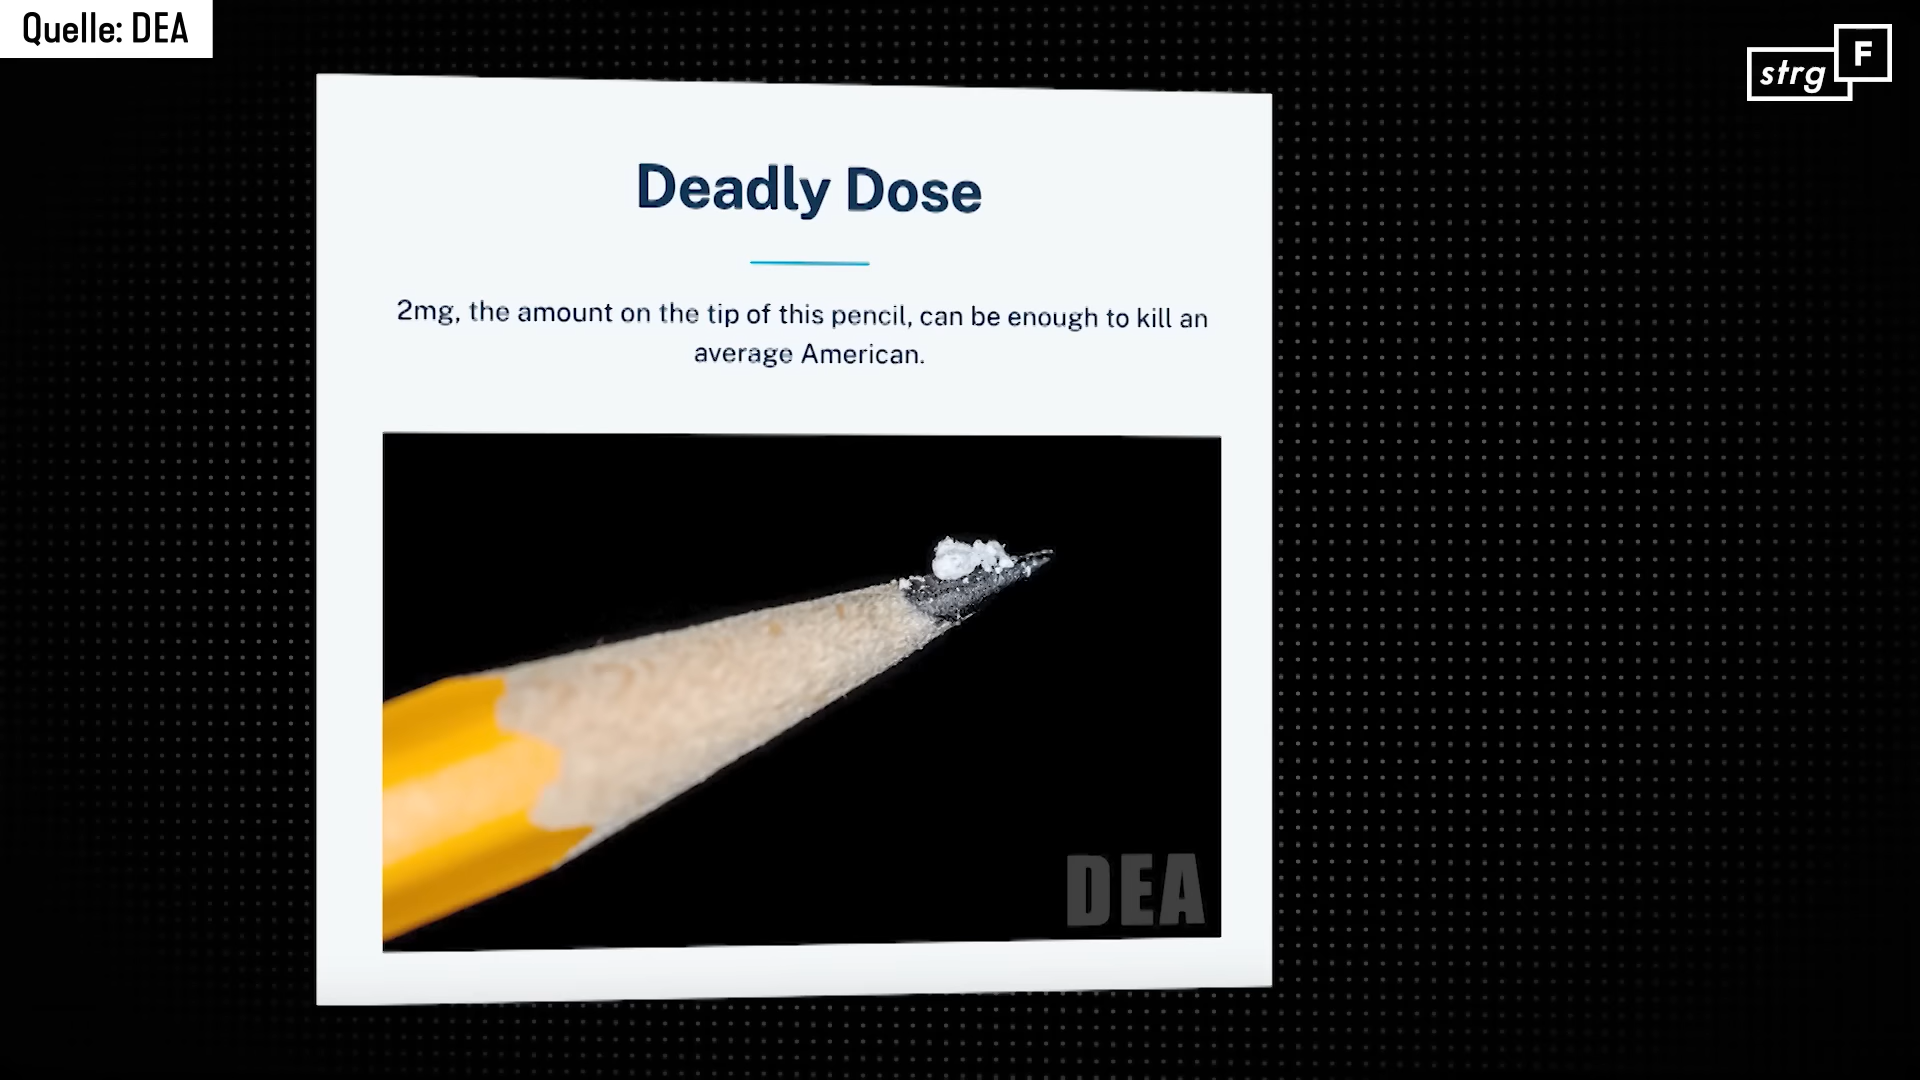 Quelle: DEA
strg F
Deadly Dose
2mg, the amount on the tip of this pencil, can be enough to kill an
average American.
DEA